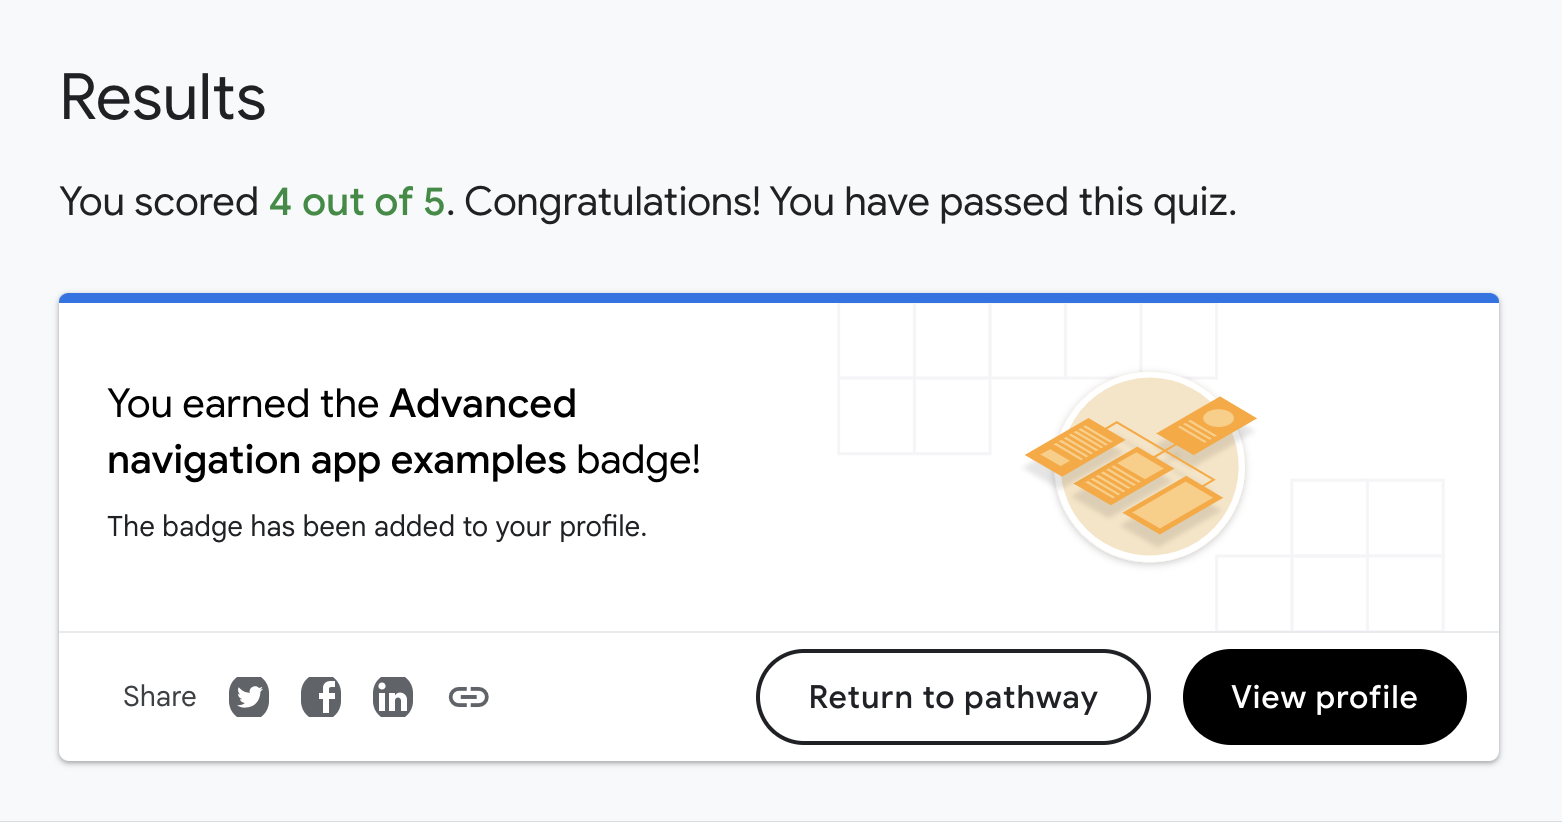 Results
You scored 4 out of 5. Congratulations! You have passed this quiz.
You earned the Advanced
navigation app examples badge!
The badge has been added to your profile.
Share
Return to pathway
View profile